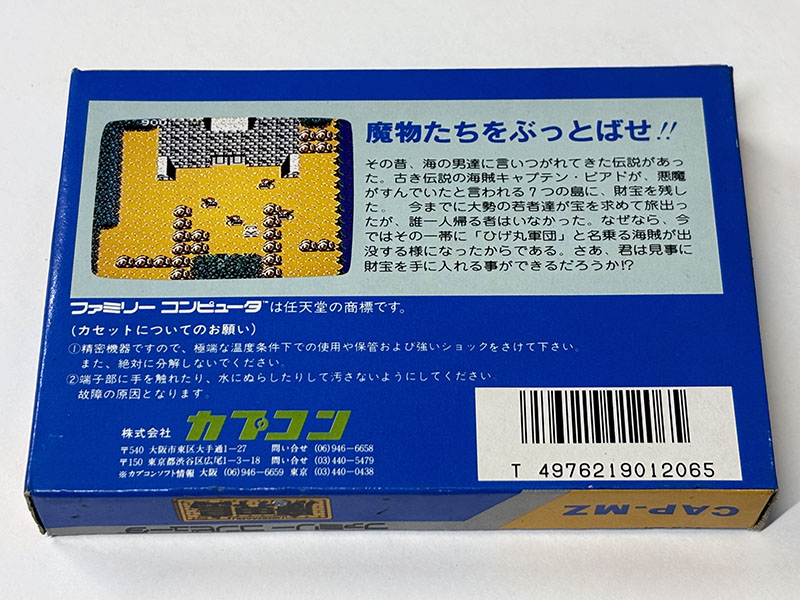 900
魔物たちをぶっとばせ!!
その昔、海の男達に言いつがれてきた伝説があっ
た。古き伝説の海賊キャプテン・ビアドが、悪魔
がすんでいたと言われる7つの島に、財宝を残し
た。 今までに大勢の若者達が宝を求めて旅出っ
たが、誰一人帰る者はいなかった。なぜなら、今
ではその一帯に「ひげ丸軍団」と名乗る海賊が出
没する様になったからである。さあ、君は見事に
財宝を手に入れる事ができるだろうか!?
ファミリー コンピュータ™は任天堂の商標です。
(カセットについてのお願い)
①精密機器ですので、極端な温度条件下での使用や保管および強いショックをさけて下さい。
また、絶対に分解しないでください。
②端子部に手を触れたり、水にぬらしたりして汚さないようにしてください。
故障の原因となります。
株式会社 カプコン
〒540 大阪市東区大手通1-27 問い合せ (06)946-6658
〒150 東京都渋谷区広尾1-3-18 問い合せ (03)440-5479
※カプコンソフト情報 大阪 (06)946-6659 東京 (03)440-0438
T 4976219012065
魔界島
ファミリー コンピュータ
CAP-MZ